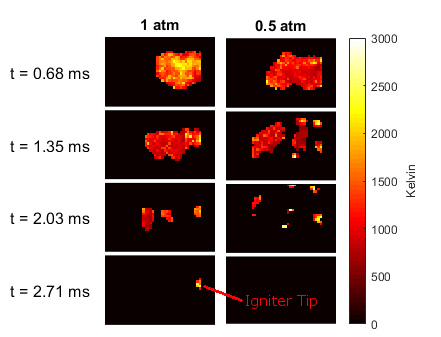 1 atm 0.5 atm
t = 0.68 ms
t = 1.35 ms
t = 2.03 ms
t = 2.71 ms
Igniter Tip
3000
2500
2000
1500
1000
500
0
Kelvin